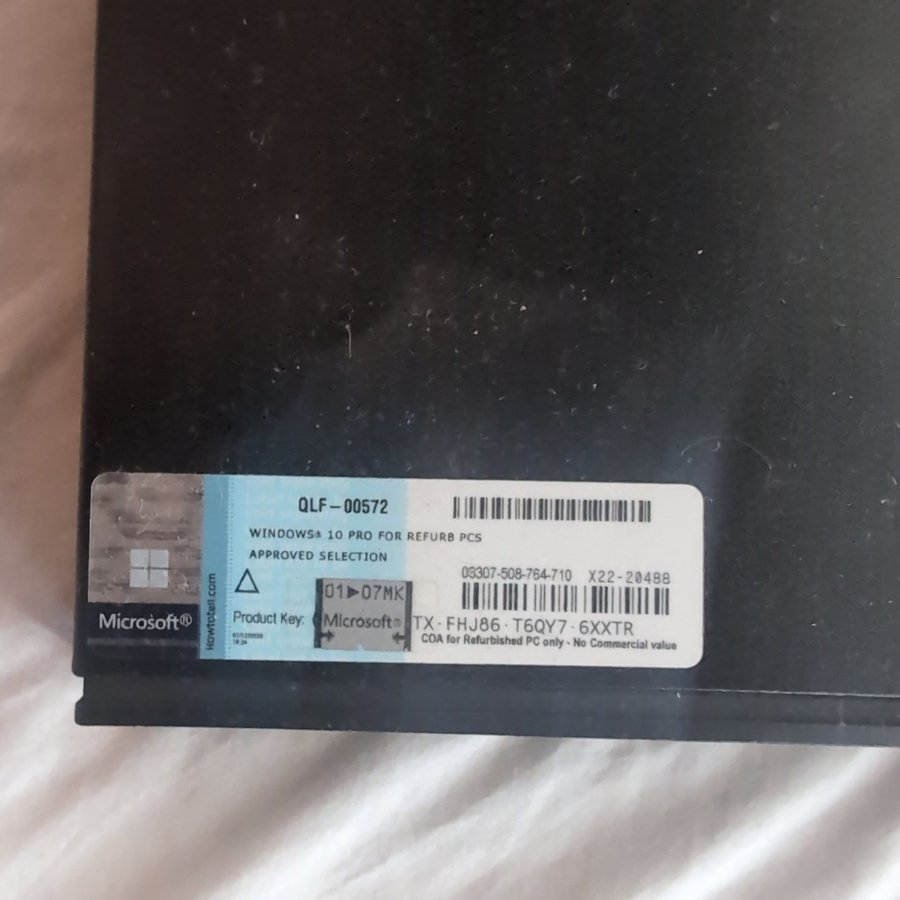 QLF-00572
WINDOWS® 10 PRO FOR REFURB PCS
APPROVED SELECTION
03307-508-764-710 X22-20488
01▶07MK
Product Key: Microsoft® TX-FHJ86-T6QY7-6XXTR
COA for Refurbished PC only - No Commercial value
Microsoft®
Howtotell.com